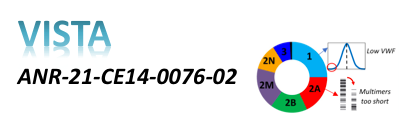 VISTA
ANR-21-CE14-0076-02
3
1
2N
2M
2A
2B
Low VWF
Multimers
too short